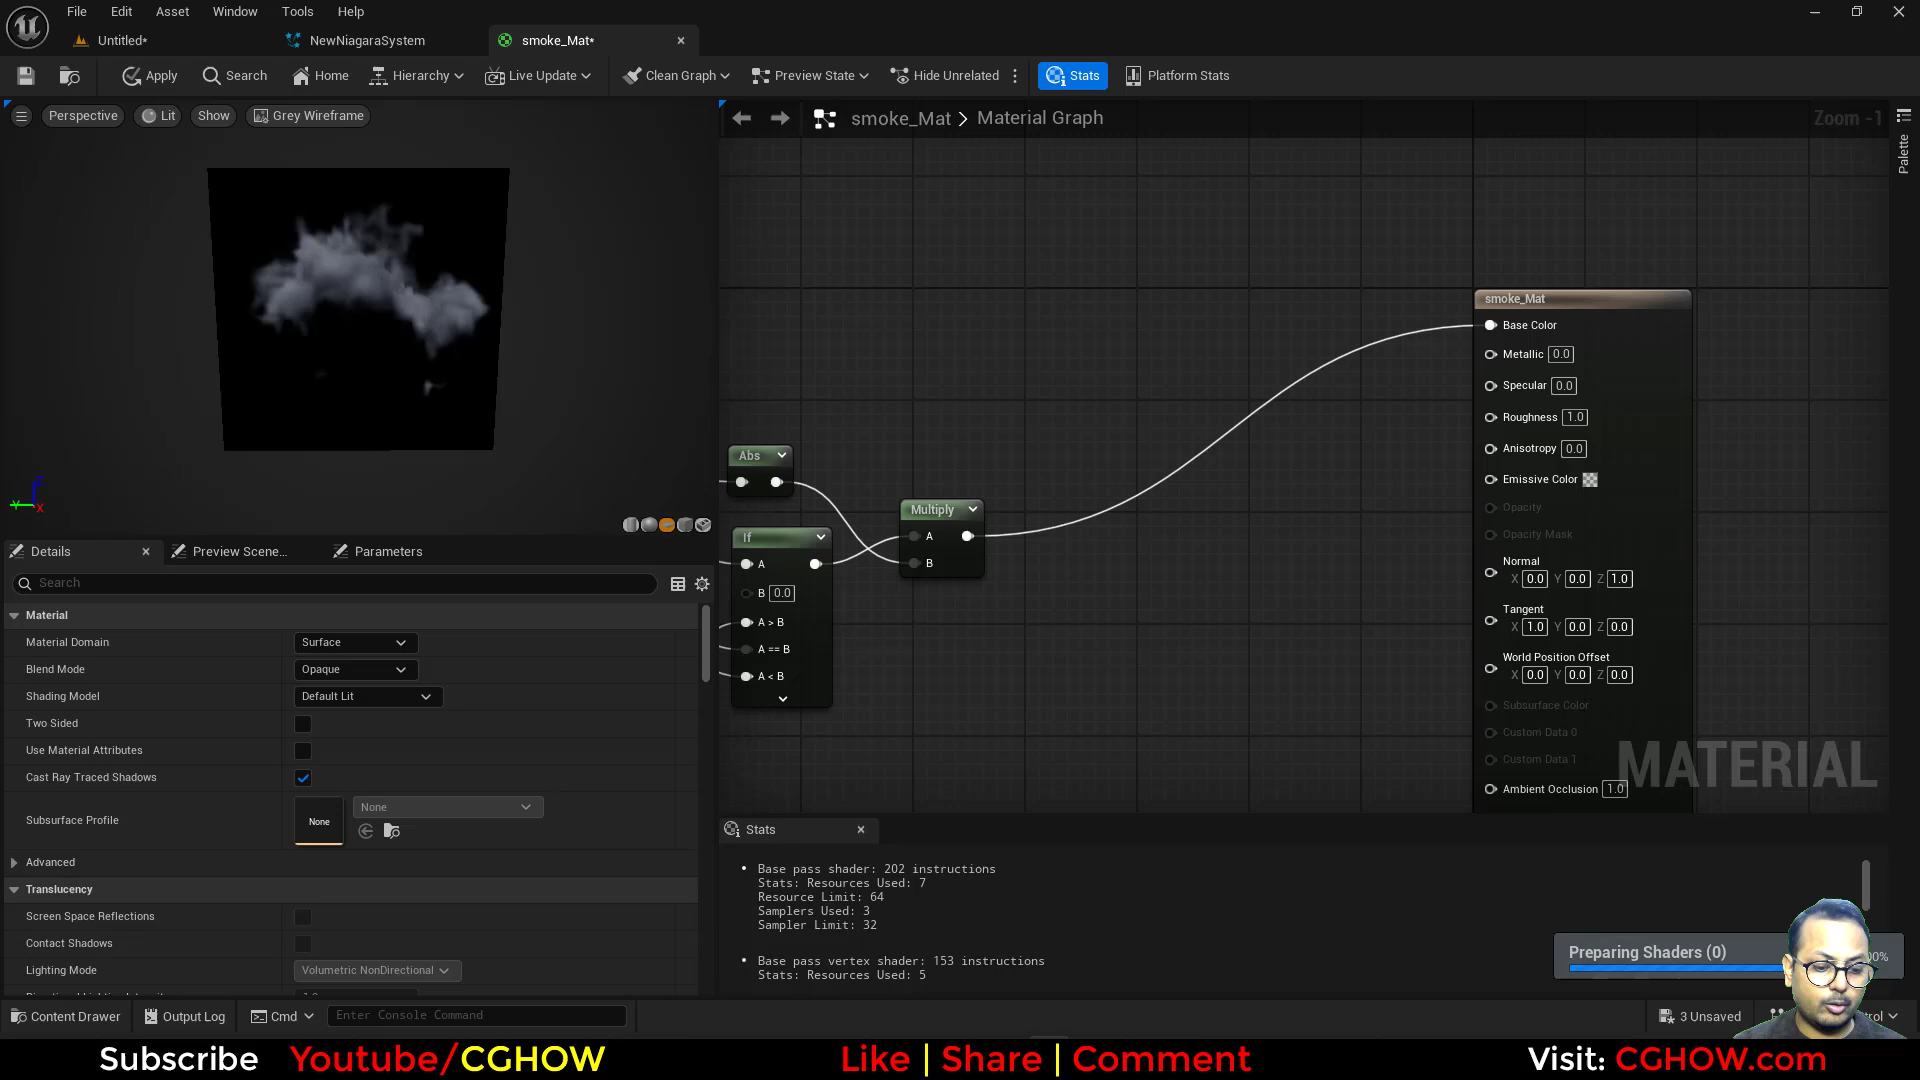 File Edit Asset Window Tools Help
Untitled* NewNiagaraSystem smoke_Mat*
Apply Search Home Hierarchy Live Update Clean Graph Preview State Hide Unrelated Stats Platform Stats
Perspective Lit Show Grey Wireframe
smoke_Mat > Material Graph Zoom -1
Palette
smoke_Mat
Base Color
Metallic 0.0
Specular 0.0
Roughness 1.0
Anisotropy 0.0
Emissive Color
Opacity
Opacity Mask
Normal
X 0.0 Y 0.0 Z 1.0
Tangent
X 1.0 Y 0.0 Z 0.0
World Position Offset
X 0.0 Y 0.0 Z 0.0
Subsurface Color
Custom Data 0
Custom Data 1
Ambient Occlusion 1.0
MATERIAL
Abs
Multiply
A
B
If
A
B 0.0
A > B
A == B
A < B
Z
Y
X
Details Preview Scene... Parameters
Search
Material
Material Domain Surface
Blend Mode Opaque
Shading Model Default Lit
Two Sided
Use Material Attributes
Cast Ray Traced Shadows
Subsurface Profile None None
Advanced
Translucency
Screen Space Reflections
Contact Shadows
Lighting Mode Volumetric NonDirectional
Stats
Base pass shader: 202 instructions
Stats: Resources Used: 7
Resource Limit: 64
Samplers Used: 3
Sampler Limit: 32
Base pass vertex shader: 153 instructions
Stats: Resources Used: 5
Preparing Shaders (0)
Content Drawer Output Log Cmd Enter Console Command 3 Unsaved
Subscribe Youtube/CGHOW Like | Share | Comment Visit: CGHOW.com